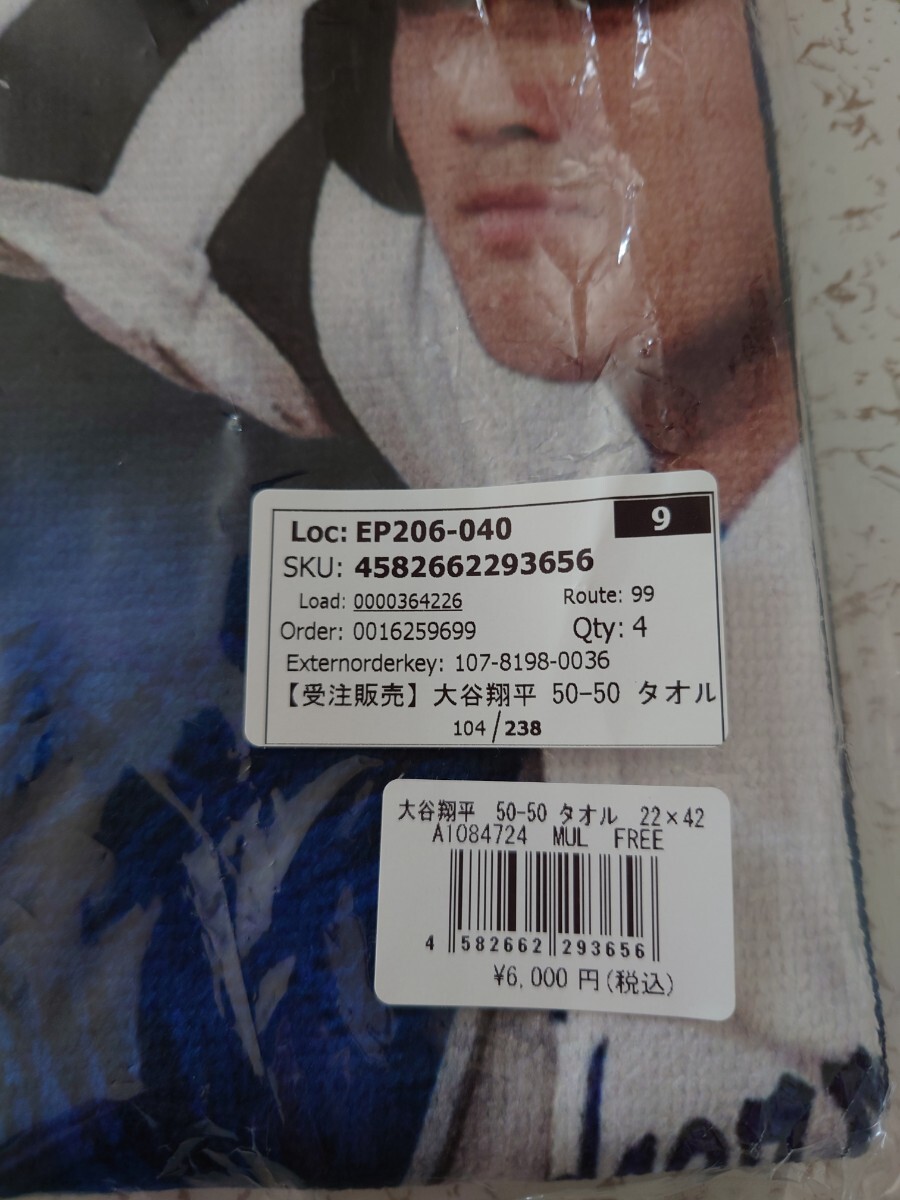 9
Loc: EP206-040
SKU: 4582662293656
Load: 0000364226 Route: 99
Order: 0016259699 Qty: 4
Externorderkey: 107-8198-0036
【受注販売】大谷翔平 50-50 タオル
104/238
大谷翔平 50-50 タオル 22×42
AI084724 MUL FREE
4 582662 293656
¥6,000 円(税込)